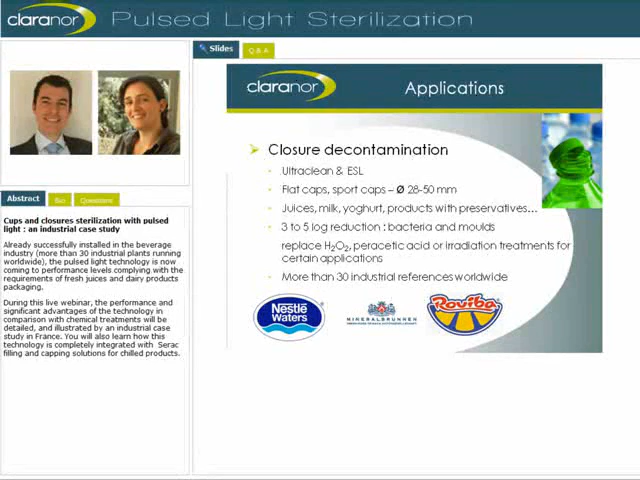 claranor Pulsed Light Sterilization
Slides Q & A
claranor Applications
Closure decontamination
Ultraclean & ESL
Flat caps, sport caps – Ø 28-50 mm
Juices, milk, yoghurt, products with preservatives…
3 to 5 log reduction : bacteria and moulds
replace H2O2, peracetic acid or irradiation treatments for
certain applications
More than 30 industrial references worldwide
Nestlé
Waters
MINERALBRUNNEN
Roviba
Abstract Bio Questions
Cups and closures sterilization with pulsed
light : an industrial case study
Already successfully installed in the beverage
industry (more than 30 industrial plants running
worldwide), the pulsed light technology is now
coming to performance levels complying with the
requirements of fresh juices and dairy products
packaging.
During this live webinar, the performance and
significant advantages of the technology in
comparison with chemical treatments will be
detailed, and illustrated by an industrial case
study in France. You will also learn how this
technology is completely integrated with Serac
filling and capping solutions for chilled products.